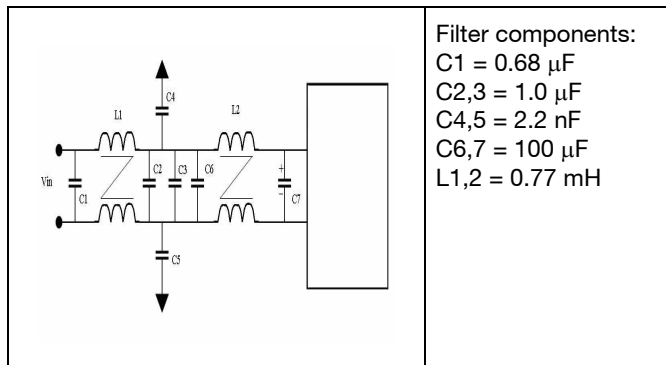 C4
L1
L2
Vin
C1
C2
C3
C6
+
−
C7
C5
Filter components:
C1 = 0.68 μF
C2,3 = 1.0 μF
C4,5 = 2.2 nF
C6,7 = 100 μF
L1,2 = 0.77 mH